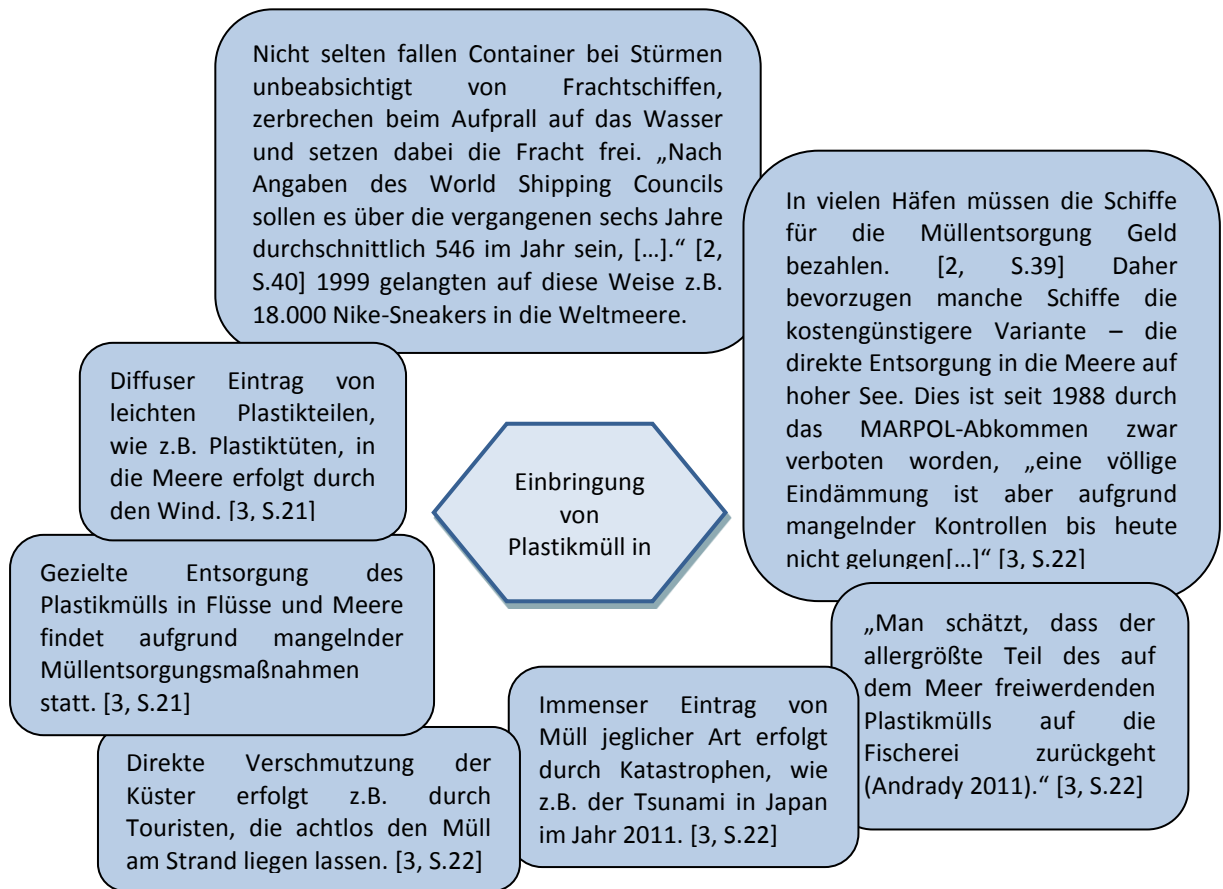 Nicht selten fallen Container bei Stürmen
unbeabsichtigt von Frachtschiffen,
zerbrechen beim Aufprall auf das Wasser
und setzen dabei die Fracht frei. „Nach
Angaben des World Shipping Councils
sollen es über die vergangenen sechs Jahre
durchschnittlich 546 im Jahr sein, […].“ [2,
S.40] 1999 gelangten auf diese Weise z.B.
18.000 Nike-Sneakers in die Weltmeere.
In vielen Häfen müssen die Schiffe
für die Müllentsorgung Geld
bezahlen. [2, S.39] Daher
bevorzugen manche Schiffe die
kostengünstigere Variante – die
direkte Entsorgung in die Meere auf
hoher See. Dies ist seit 1988 durch
das MARPOL-Abkommen zwar
verboten worden, „eine völlige
Eindämmung ist aber aufgrund
mangelnder Kontrollen bis heute
nicht gelungen[…]“ [3, S.22]
Diffuser Eintrag von
leichten Plastikteilen,
wie z.B. Plastiktüten, in
die Meere erfolgt durch
den Wind. [3, S.21]
Einbringung
von
Plastikmüll in
Gezielte Entsorgung des
Plastikmülls in Flüsse und Meere
findet aufgrund mangelnder
Müllentsorgungsmaßnahmen
statt. [3, S.21]
„Man schätzt, dass der
allergrößte Teil des auf
dem Meer freiwerdenden
Plastikmülls auf die
Fischerei zurückgeht
(Andrady 2011).“ [3, S.22]
Immenser Eintrag von
Müll jeglicher Art erfolgt
durch Katastrophen, wie
z.B. der Tsunami in Japan
im Jahr 2011. [3, S.22]
Direkte Verschmutzung der
Küster erfolgt z.B. durch
Touristen, die achtlos den Müll
am Strand liegen lassen. [3, S.22]